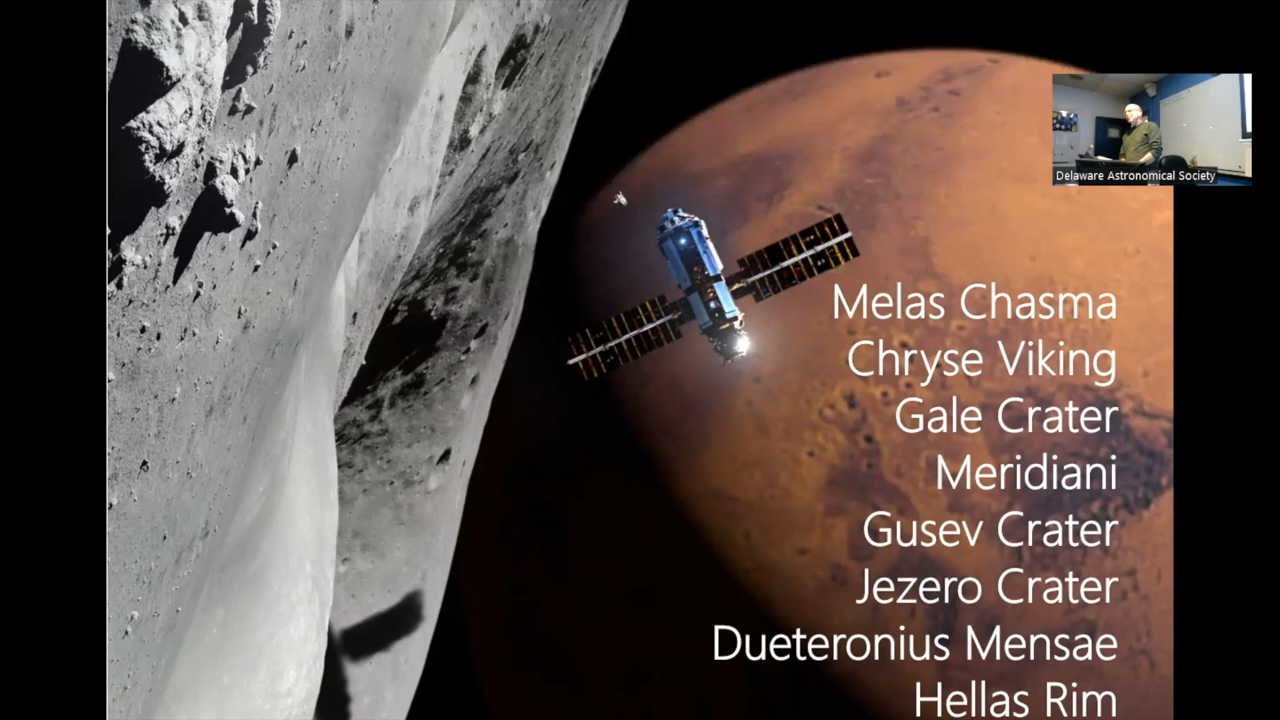 Delaware Astronomical Society
Melas Chasma
Chryse Viking
Gale Crater
Meridiani
Gusev Crater
Jezero Crater
Dueteronius Mensae
Hellas Rim